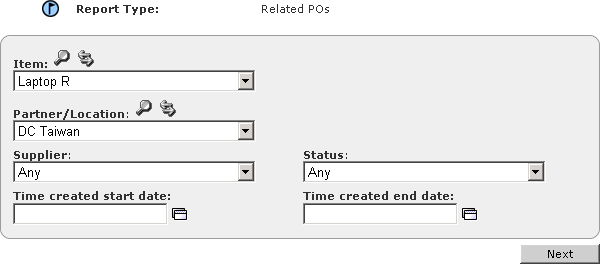 Report Type: Related POs
Item:
Laptop R
Partner/Location:
DC Taiwan
Supplier: Status:
Any Any
Time created start date: Time created end date:
Next